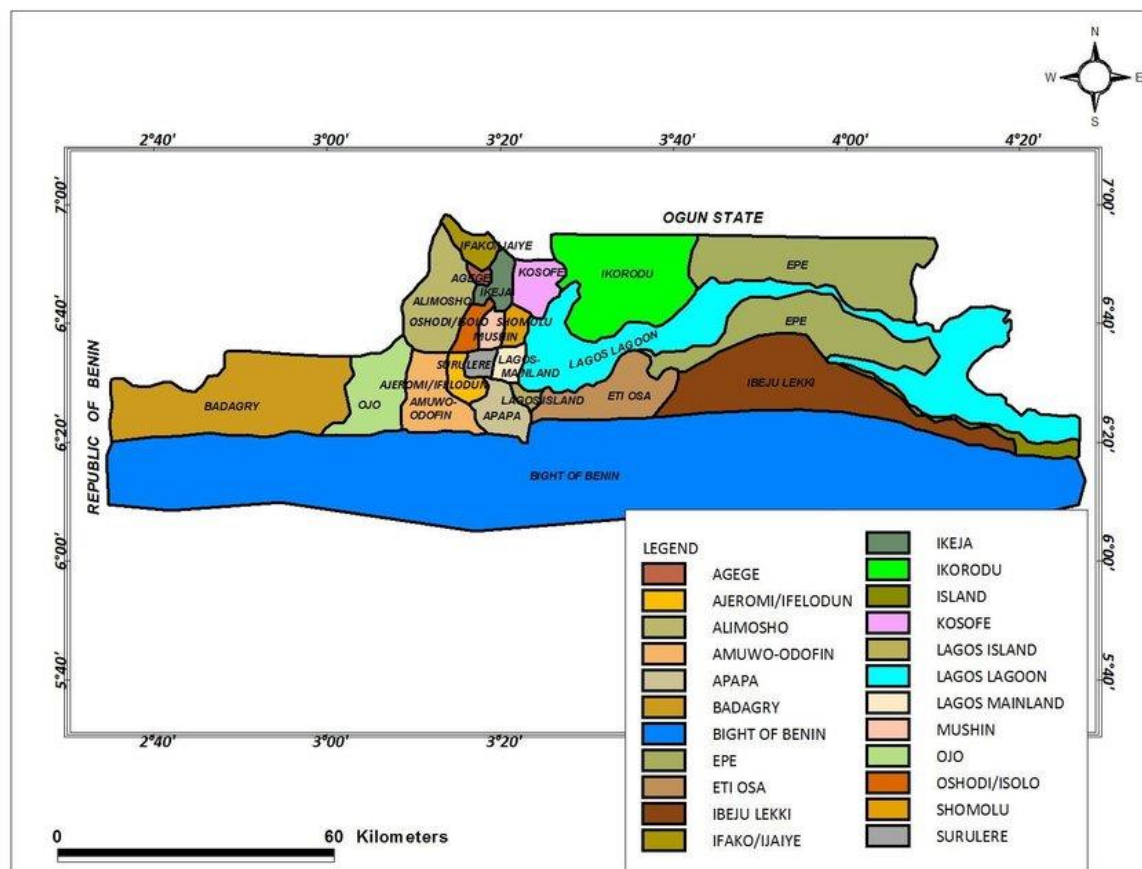 N
W E
S
2°40' 3°00' 3°20' 3°40' 4°00' 4°20'
7°00'
7°00'
OGUN STATE
IFAKO/IJAIYE
KOSOFE
IKORODU
EPE
AGEGE
IKEJA
ALIMOSHO
6°40'
6°40'
OSHODI/ISOLO
SHOMOLU
MUSHIN
EPE
LAGOS LAGOON
SURULERE
LAGOS-
MAINLAND
REPUBLIC OF BENIN
AJEROMI/IFELODUN
IBEJU LEKKI
BADAGRY
OJO
AMUWO-
ODOFIN
LAGOS ISLAND
ETI OSA
APAPA
6°20'
6°20'
BIGHT OF BENIN
6°00'
6°00'
5°40'
5°40'
2°40' 3°00' 3°20'
LEGEND
AGEGE
AJEROMI/IFELODUN
ALIMOSHO
AMUWO-ODOFIN
APAPA
BADAGRY
BIGHT OF BENIN
EPE
ETI OSA
IBEJU LEKKI
IFAKO/IJAIYE
IKEJA
IKORODU
ISLAND
KOSOFE
LAGOS ISLAND
LAGOS LAGOON
LAGOS MAINLAND
MUSHIN
OJO
OSHODI/ISOLO
SHOMOLU
SURULERE
0 60 Kilometers